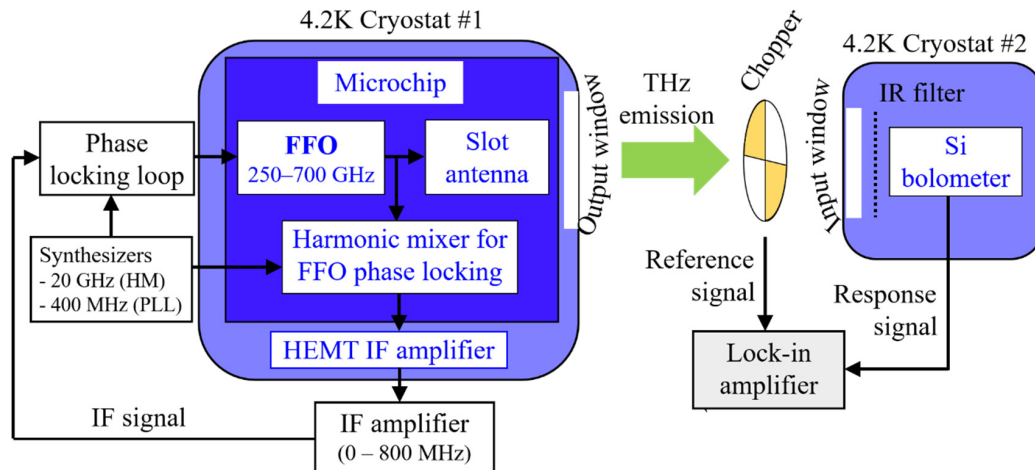 4.2K Cryostat #1
Microchip
FFO
250–700 GHz
Slot
antenna
Output window
Harmonic mixer for
FFO phase locking
HEMT IF amplifier
Phase
locking loop
Synthesizers
- 20 GHz (HM)
- 400 MHz (PLL)
IF signal
IF amplifier
(0 – 800 MHz)
THz
emission
Chopper
4.2K Cryostat #2
Input window
IR filter
Si
bolometer
Reference
signal
Response
signal
Lock-in
amplifier